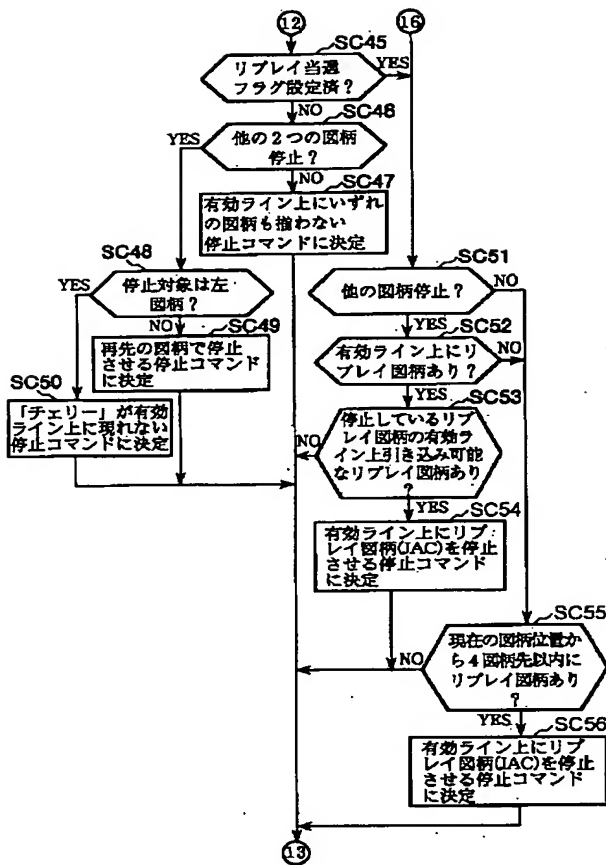 12
16
SC45
リプレイ当選
フラグ設定済?
YES
NO
SC46
他の2つの図柄
停止?
YES
NO
SC47
有効ライン上にいずれ
の図柄も揃わない
停止コマンドに決定
SC48
停止対象は左
図柄?
YES
NO
SC49
再先の図柄で停止
させる停止コマンド
に決定
SC50
「チェリー」が有効
ライン上に現れない
停止コマンドに決定
SC51
他の図柄停止?
NO
YES
SC52
有効ライン上にリ
プレイ図柄あり?
NO
YES
SC53
停止しているリプ
レイ図柄の有効ライ
ン上引き込み可能
なリプレイ図柄あり
?
NO
YES
SC54
有効ライン上にリプ
レイ図柄(JAC)を停止
させる停止コマンド
に決定
SC55
現在の図柄位置か
ら4図柄先以内に
リプレイ図柄あり
?
NO
YES
SC56
有効ライン上にリプ
レイ図柄(JAC)を停止
させる停止コマンド
に決定
13